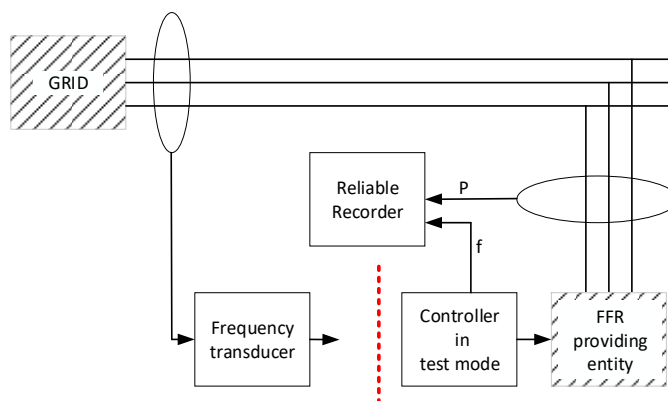 GRID
Reliable
Recorder
P
f
Frequency
transducer
Controller
in
test mode
FFR
providing
entity